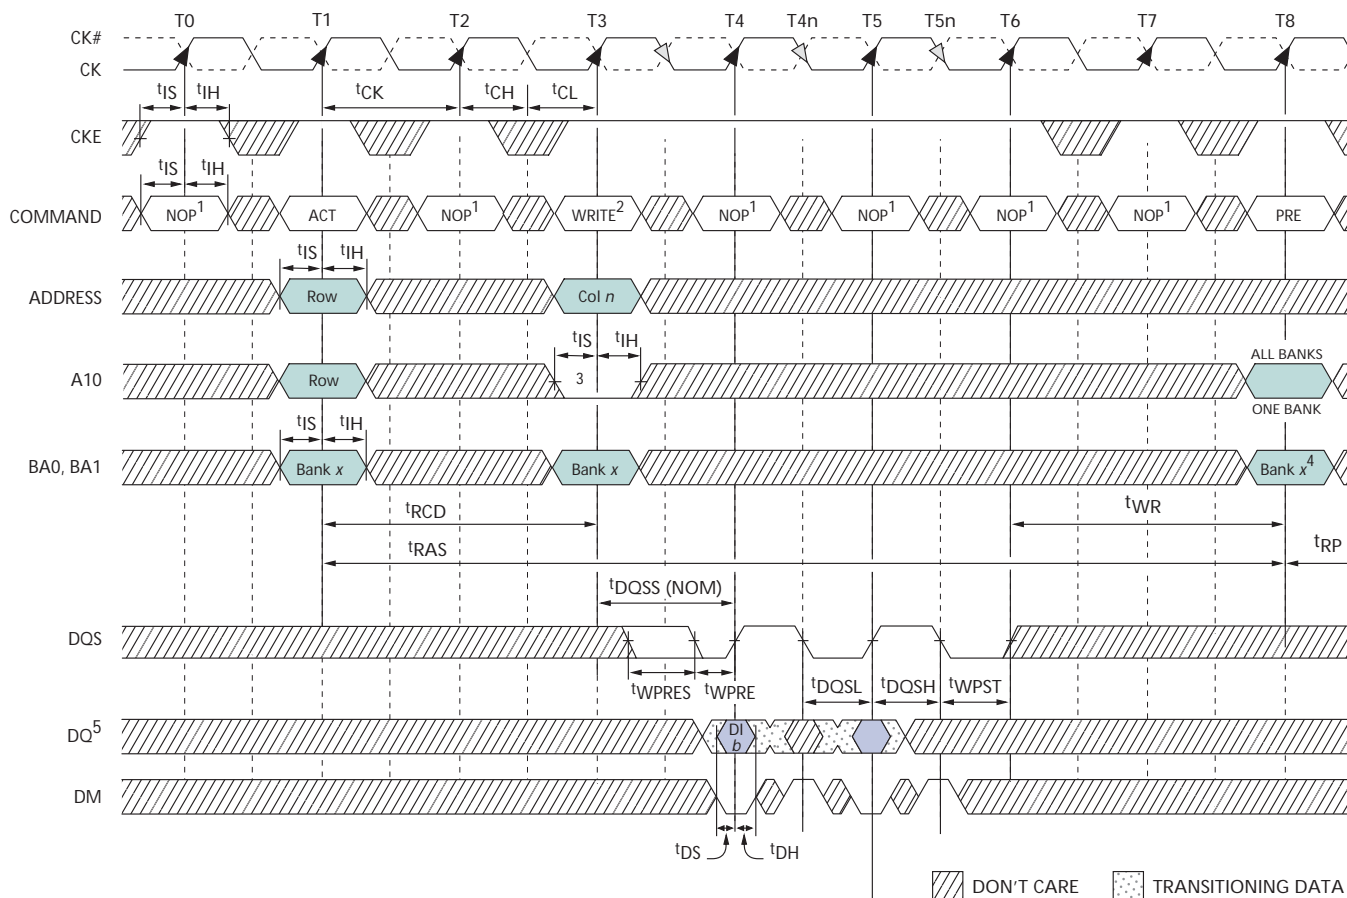 T0 T1 T2 T3 T4 T4n T5 T5n T6 T7 T8
CK#
CK
tIS tIH tCK tCH tCL
CKE
tIS tIH
COMMAND NOP1 ACT NOP1 WRITE2 NOP1 NOP1 NOP1 NOP1 PRE
tIS tIH
ADDRESS Row Col n
tIS tIH
ALL BANKS
A10 Row 3
ONE BANK
tIS tIH
BA0, BA1 Bank x Bank x Bank x4
tRCD tWR
tRAS tRP
tDQSS (NOM)
DQS
tWPRES tWPRE tDQSL tDQSH tWPST
DQ5 DI
b
DM
tDS tDH
DON'T CARE TRANSITIONING DATA